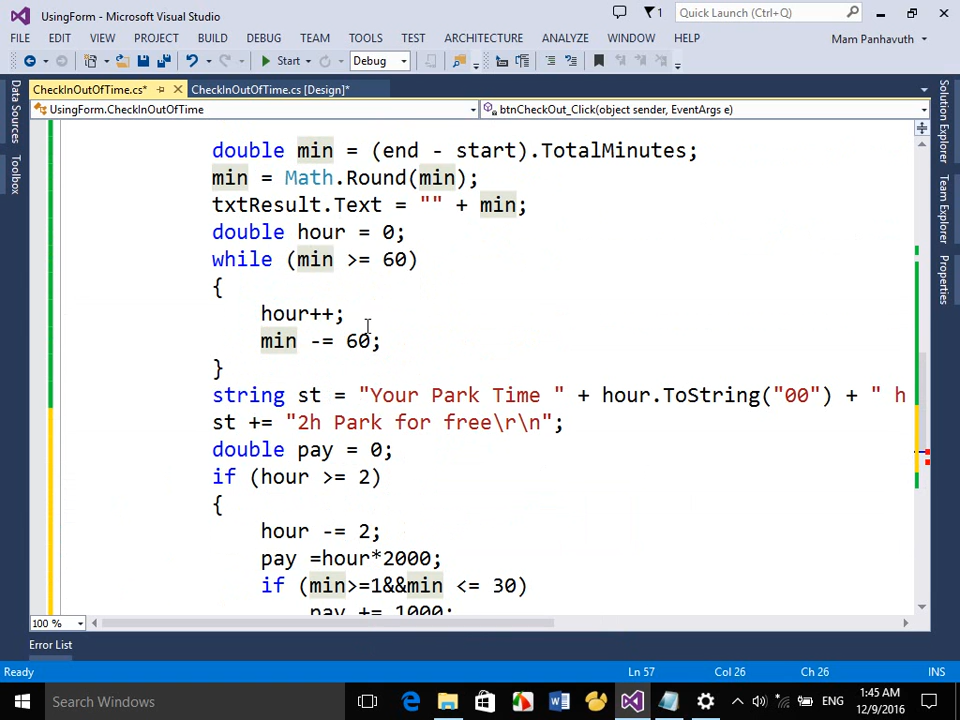 UsingForm - Microsoft Visual Studio
1
Quick Launch (Ctrl+Q)
FILE EDIT VIEW PROJECT BUILD DEBUG TEAM TOOLS TEST ARCHITECTURE ANALYZE WINDOW HELP Mam Panhavuth
Start Debug
CheckInOutOfTime.cs* CheckInOutOfTime.cs [Design]*
UsingForm.CheckInOutOfTime btnCheckOut_Click(object sender, EventArgs e)
Data Sources
Toolbox
double min = (end - start).TotalMinutes;
min = Math.Round(min);
txtResult.Text = "" + min;
double hour = 0;
while (min >= 60)
{
hour++;
min -= 60;
}
string st = "Your Park Time " + hour.ToString("00") + " h
st += "2h Park for free\r\n";
double pay = 0;
if (hour >= 2)
{
hour -= 2;
pay =hour*2000;
if (min>=1&&min <= 30)
pay += 1000;
Solution Explorer
Team Explorer
Properties
100 %
Error List
Ready Ln 57 Col 26 Ch 26 INS
Search Windows
ENG
1:45 AM
12/9/2016